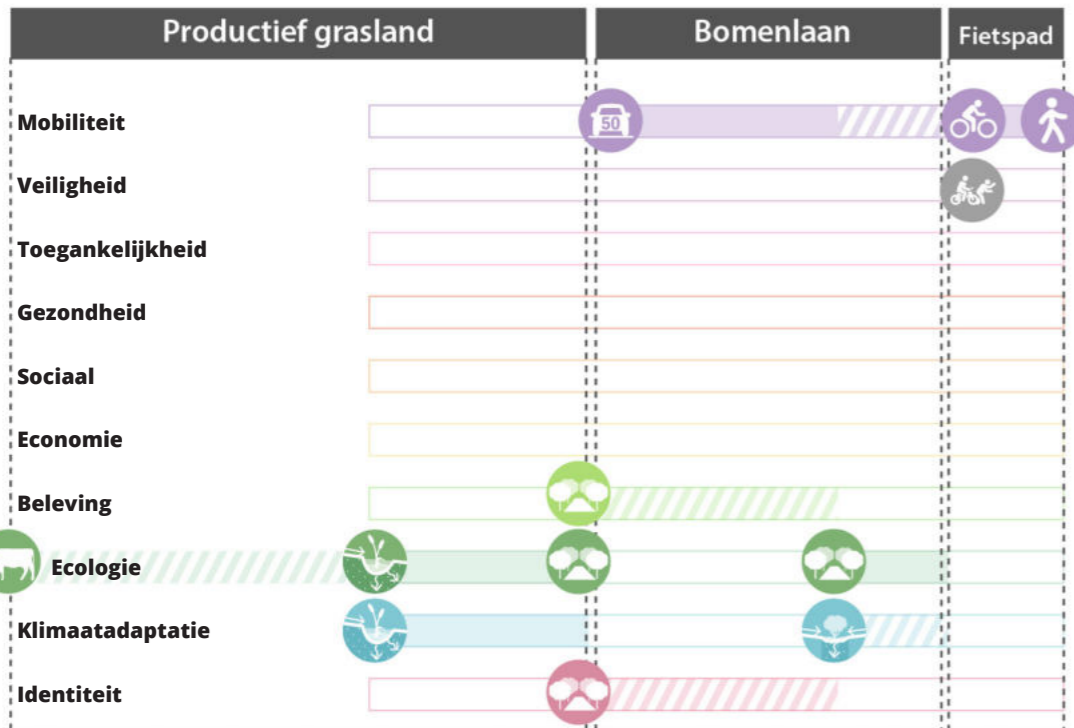 Productief grasland
Bomenlaan
Fietspad
Mobiliteit
50
Veiligheid
Toegankelijkheid
Gezondheid
Sociaal
Economie
Beleving
Ecologie
Klimaatadaptatie
Identiteit